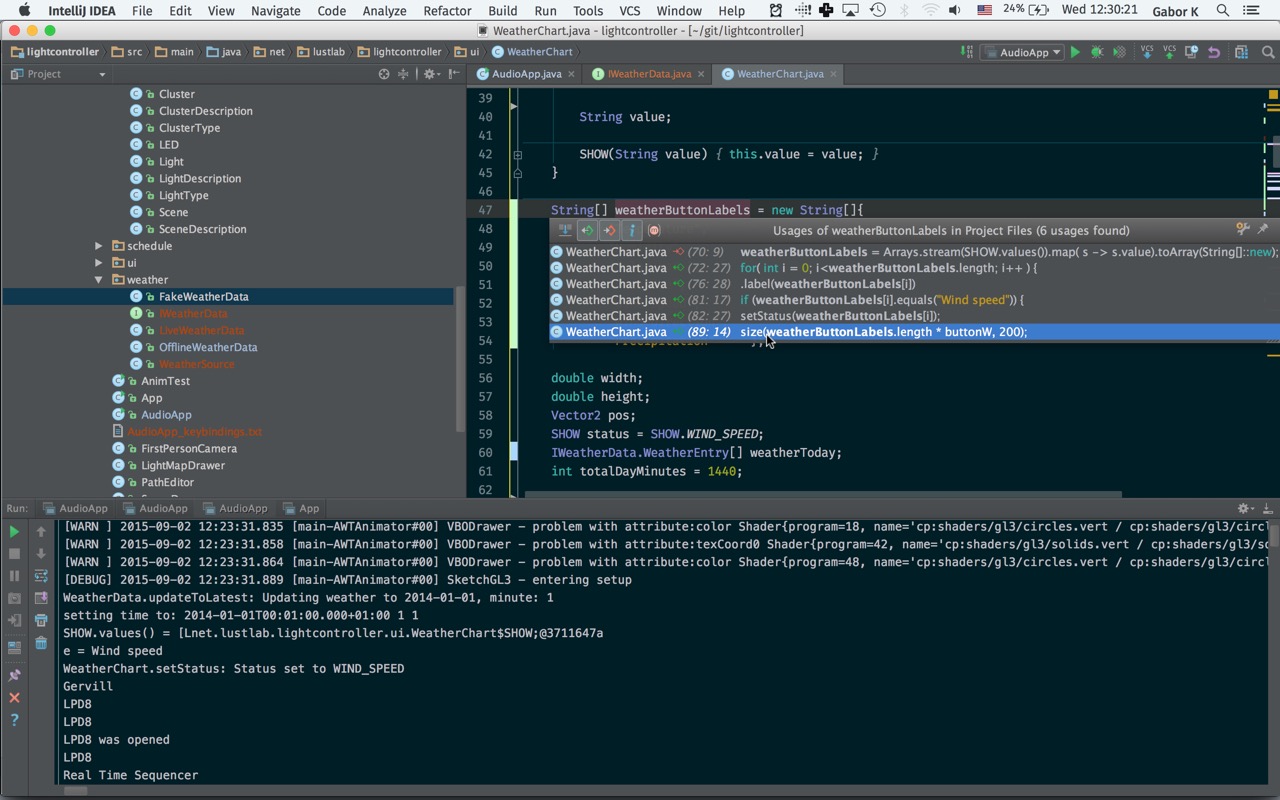 IntelliJ IDEA File Edit View Navigate Code Analyze Refactor Build Run Tools VCS Window Help 24% Wed 12:30:21 Gabor K
WeatherChart.java - lightcontroller - [~/git/lightcontroller]
lightcontroller src main java net lustlab lightcontroller ui WeatherChart AudioApp VCS VCS
Project AudioApp.java IWeatherData.java WeatherChart.java
Cluster
ClusterDescription
ClusterType
LED
Light
LightDescription
LightType
Scene
SceneDescription
schedule
ui
weather
FakeWeatherData
IWeatherData
LiveWeatherData
OfflineWeatherData
WeatherSource
AnimTest
App
AudioApp
AudioApp_keybindings.txt
FirstPersonCamera
LightMapDrawer
PathEditor
39
40 String value;
41
42 SHOW(String value) { this.value = value; }
45 }
46
47 String[] weatherButtonLabels = new String[]{
48
49
50
51
52
53
54
Usages of weatherButtonLabels in Project Files (6 usages found)
WeatherChart.java (70: 9) weatherButtonLabels = Arrays.stream(SHOW.values()).map( s -> s.value).toArray(String[]::new);
WeatherChart.java (72: 27) for( int i = 0; i<weatherButtonLabels.length; i++ ) {
WeatherChart.java (76: 28) .label(weatherButtonLabels[i])
WeatherChart.java (81: 17) if (weatherButtonLabels[i].equals("Wind speed")) {
WeatherChart.java (82: 27) setStatus(weatherButtonLabels[i]);
WeatherChart.java (89: 14) size(weatherButtonLabels.length * buttonW, 200);
55
56 double width;
57 double height;
58 Vector2 pos;
59 SHOW status = SHOW.WIND_SPEED;
60 IWeatherData.WeatherEntry[] weatherToday;
61 int totalDayMinutes = 1440;
62
Run: AudioApp AudioApp AudioApp App
[WARN ] 2015-09-02 12:23:31.835 [main-AWTAnimator#00] VBODrawer - problem with attribute:color Shader{program=18, name='cp:shaders/gl3/circles.vert / cp:shaders/gl3/circl
[WARN ] 2015-09-02 12:23:31.858 [main-AWTAnimator#00] VBODrawer - problem with attribute:texCoord0 Shader{program=42, name='cp:shaders/gl3/solids.vert / cp:shaders/gl3/so
[WARN ] 2015-09-02 12:23:31.864 [main-AWTAnimator#00] VBODrawer - problem with attribute:color Shader{program=48, name='cp:shaders/gl3/circles.vert / cp:shaders/gl3/circl
[DEBUG] 2015-09-02 12:23:31.889 [main-AWTAnimator#00] SketchGL3 - entering setup
WeatherData.updateToLatest: Updating weather to 2014-01-01, minute: 1
setting time to: 2014-01-01T00:01:00.000+01:00 1 1
SHOW.values() = [Lnet.lustlab.lightcontroller.ui.WeatherChart$SHOW;@3711647a
e = Wind speed
WeatherChart.setStatus: Status set to WIND_SPEED
Gervill
LPD8
LPD8
LPD8 was opened
LPD8
Real Time Sequencer